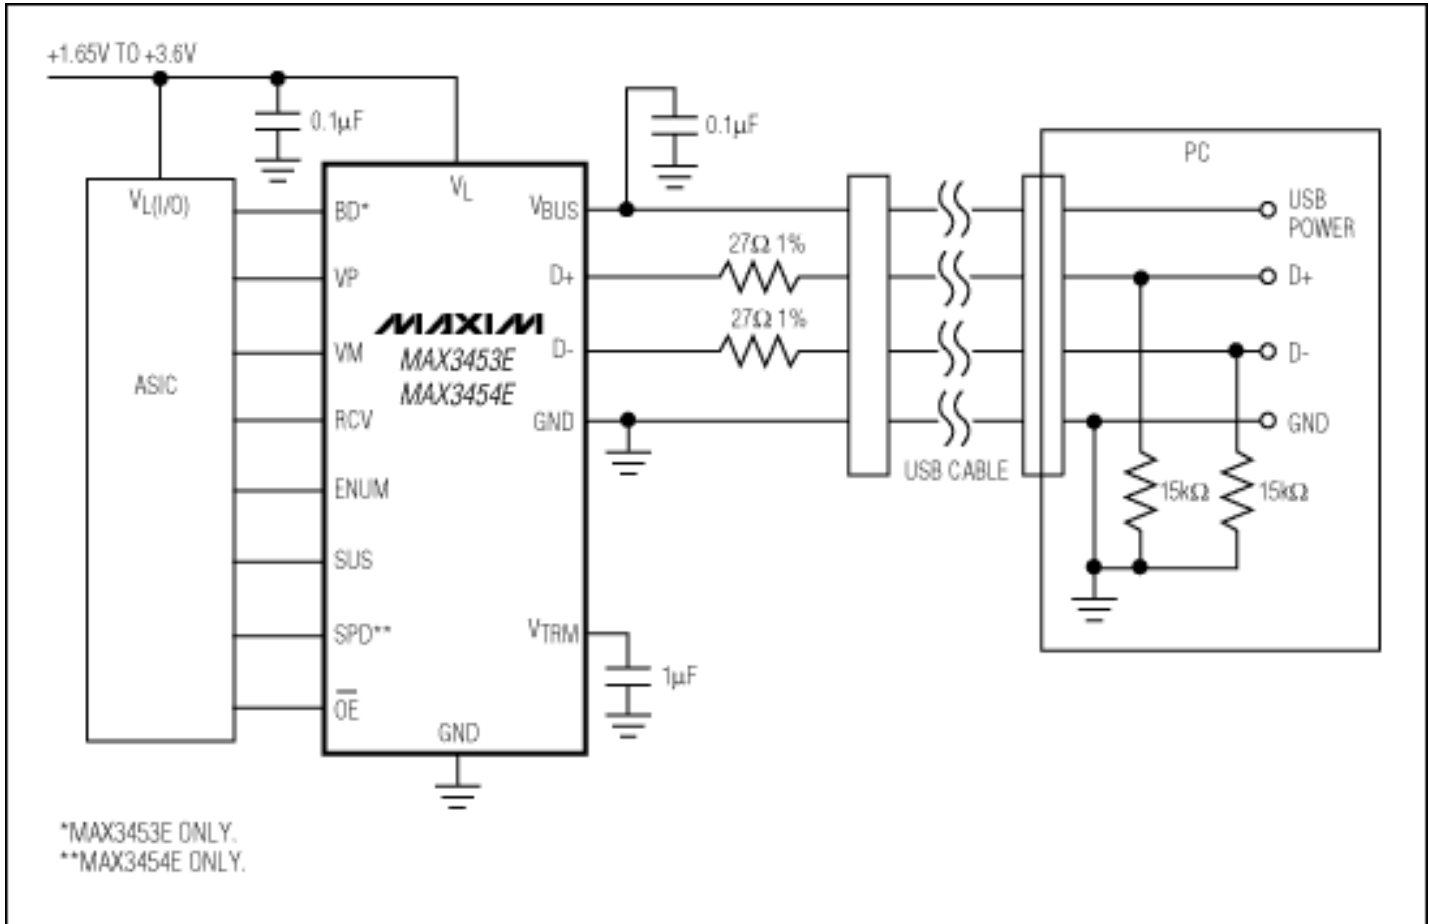 +1.65V TO +3.6V
0.1µF
0.1µF
PC
VL(I/O)
VL
BD*
VBUS
USB
POWER
27Ω 1%
VP
D+
D+
MAXIM
27Ω 1%
VM
MAX3453E
D-
D-
ASIC
MAX3454E
RCV
GND
GND
USB CABLE
ENUM
15kΩ
15kΩ
SUS
SPD**
VTRM
1µF
OE
GND
*MAX3453E ONLY.
**MAX3454E ONLY.